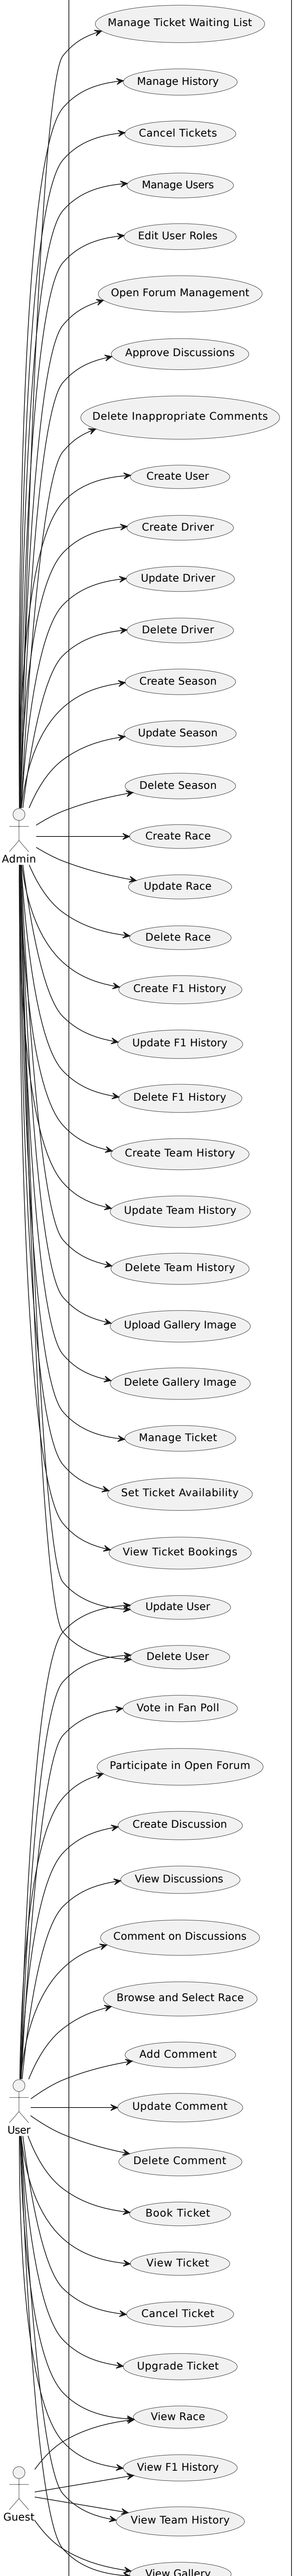 Manage Ticket Waiting List
Manage History
Cancel Tickets
Manage Users
Edit User Roles
Open Forum Management
Approve Discussions
Delete Inappropriate Comments
Create User
Create Driver
Update Driver
Delete Driver
Create Season
Update Season
Delete Season
Create Race
Admin
Update Race
Delete Race
Create F1 History
Update F1 History
Delete F1 History
Create Team History
Update Team History
Delete Team History
Upload Gallery Image
Delete Gallery Image
Manage Ticket
Set Ticket Availability
View Ticket Bookings
Update User
Delete User
Vote in Fan Poll
Participate in Open Forum
Create Discussion
View Discussions
Comment on Discussions
Browse and Select Race
Add Comment
Update Comment
User
Delete Comment
Book Ticket
View Ticket
Cancel Ticket
Upgrade Ticket
View Race
View F1 History
Guest
View Team History
View Gallery